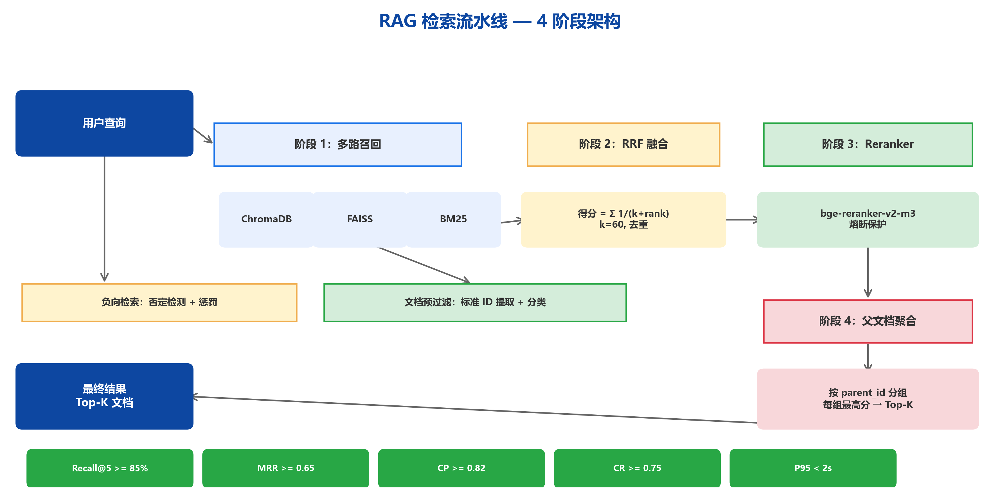 RAG 检索流水线 — 4 阶段架构
用户查询
阶段 1：多路召回
阶段 2：RRF 融合
阶段 3：Reranker
ChromaDB
FAISS
BM25
得分 = Σ 1/(k+rank)
k=60, 去重
bge-reranker-v2-m3
熔断保护
负向检索：否定检测 + 惩罚
文档预过滤：标准 ID 提取 + 分类
阶段 4：父文档聚合
最终结果
Top-K 文档
按 parent_id 分组
每组最高分 → Top-K
Recall@5 >= 85%
MRR >= 0.65
CP >= 0.82
CR >= 0.75
P95 < 2s